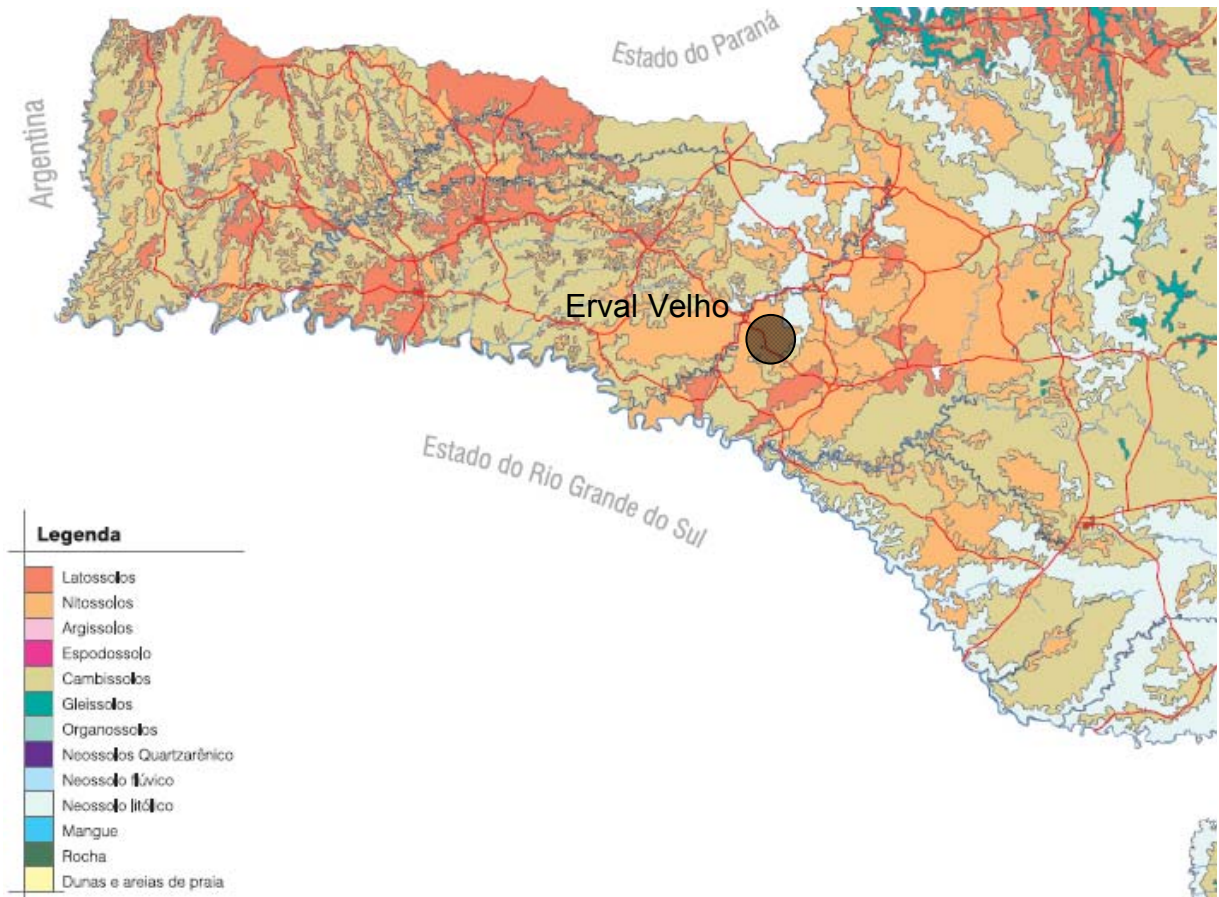 Estado do Paraná
Argentina
Erval Velho
Estado do Rio Grande do Sul
Legenda
Latossolos
Nitossolos
Argissolos
Espodossolo
Cambissolos
Gleissolos
Organossolos
Neossolos Quartzarênico
Neossolo flúvico
Neossolo litólico
Mangue
Rocha
Dunas e areias de praia